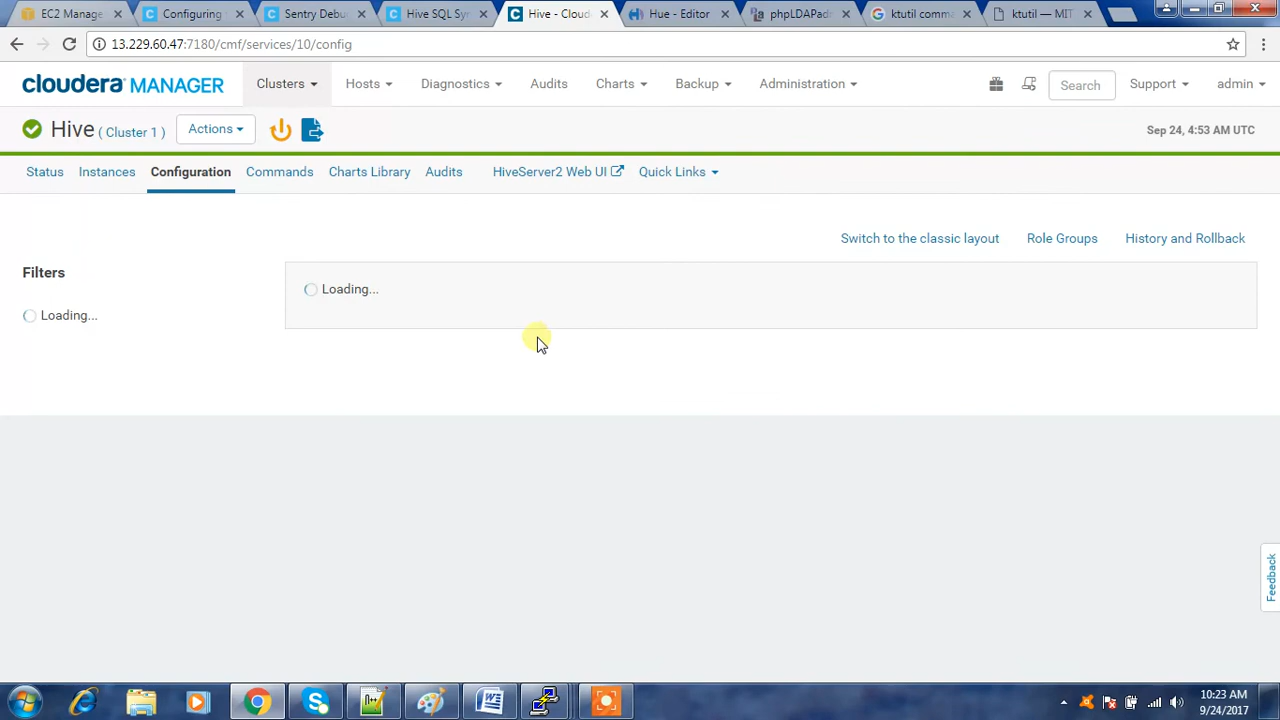 EC2 Manage
Configuring
Sentry Debu
Hive SQL Syn
Hive - Cloud
Hue - Editor
phpLDAPad
ktutil comm
ktutil — MIT
13.229.60.47:7180/cmf/services/10/config
cloudera MANAGER
Clusters
Hosts
Diagnostics
Audits
Charts
Backup
Administration
Search
Support
admin
Hive ( Cluster 1 )
Actions
Sep 24, 4:53 AM UTC
Status
Instances
Configuration
Commands
Charts Library
Audits
HiveServer2 Web UI
Quick Links
Switch to the classic layout
Role Groups
History and Rollback
Filters
Loading...
Loading...
Feedback
10:23 AM
9/24/2017